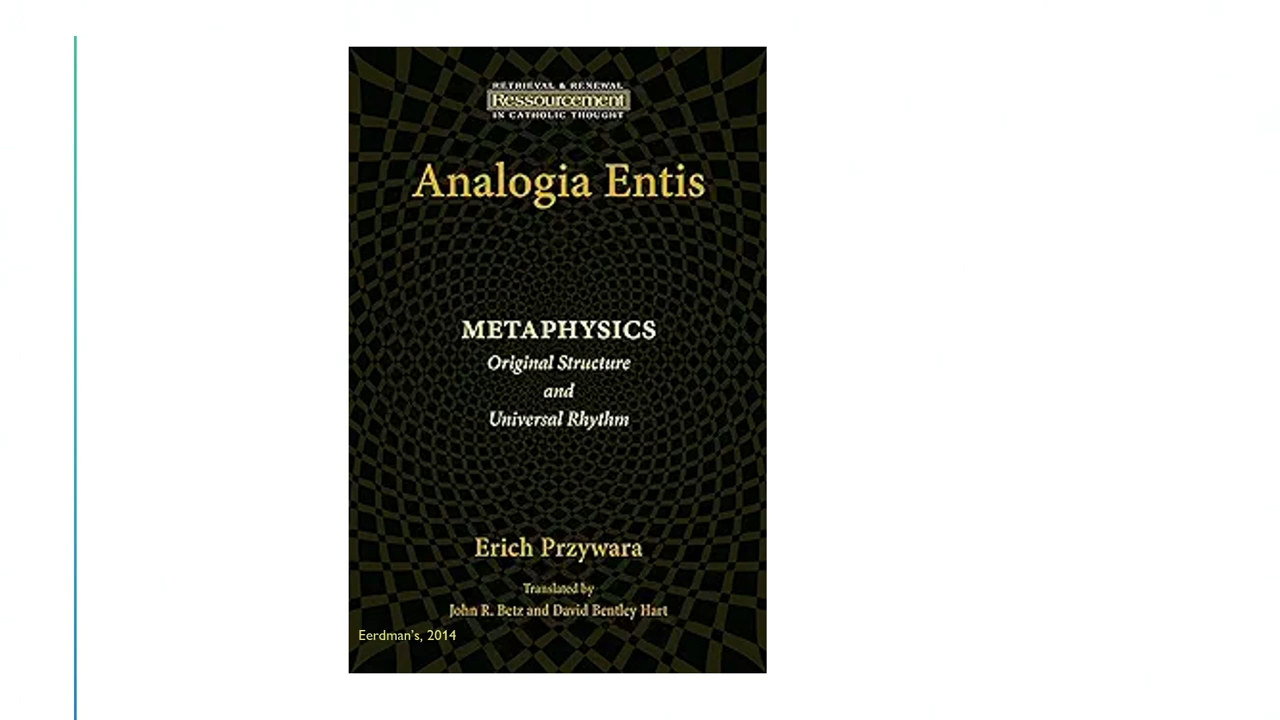 RETRIEVAL & RENEWAL
Ressourcement
IN CATHOLIC THOUGHT
Analogia Entis
METAPHYSICS
Original Structure
and
Universal Rhythm
Erich Przywara
Translated by
John R. Betz and David Bentley Hart
Eerdman's, 2014